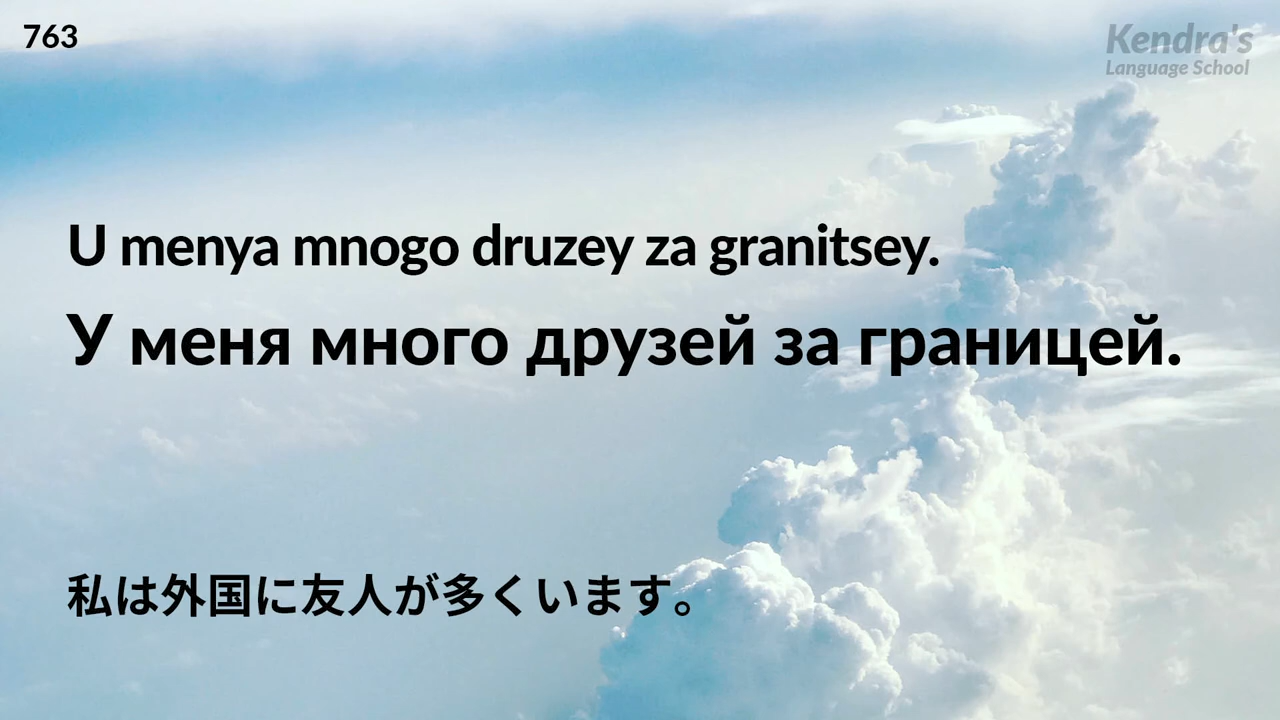 763
Kendra's
Language School
U menya mnogo druzey za granitsey.
У меня много друзей за границей.
私は外国に友人が多くいます。